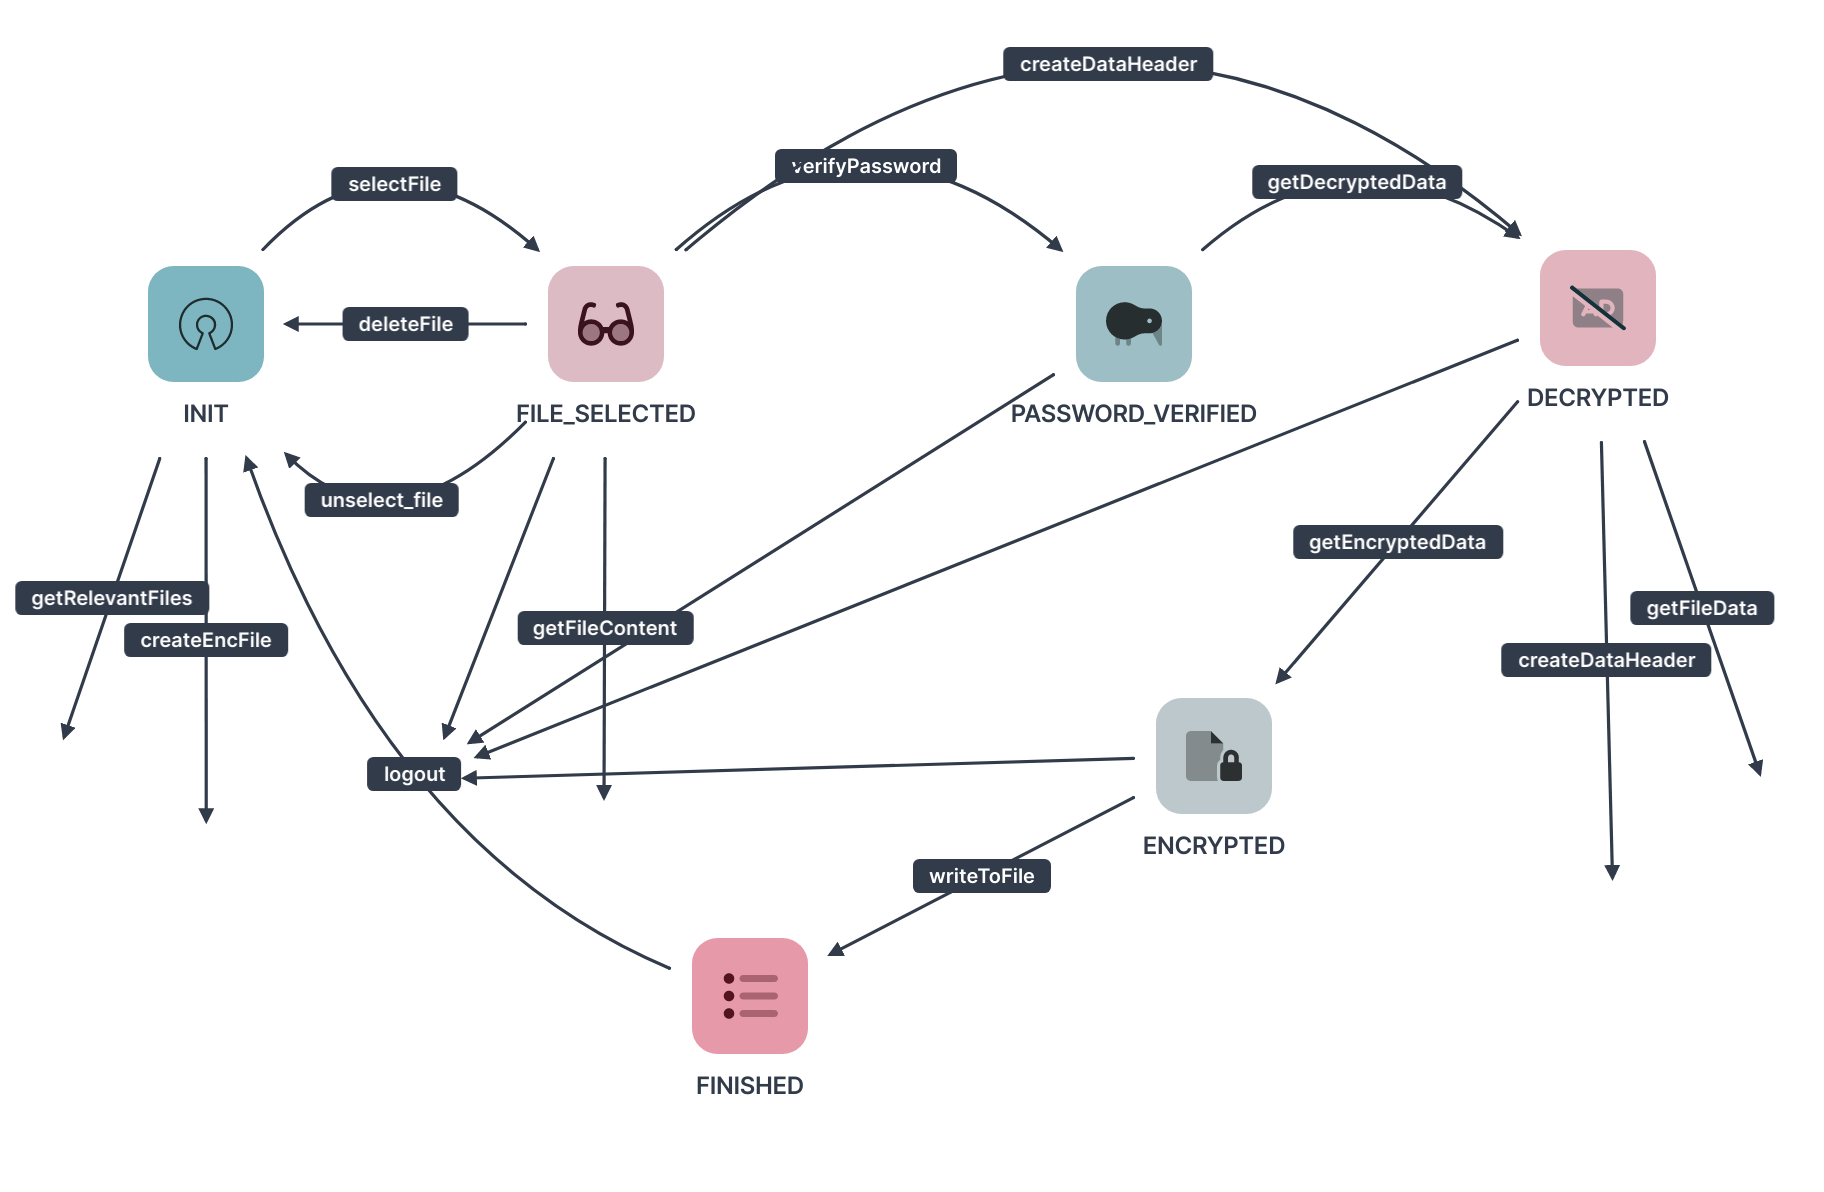 createDataHeader
verifyPassword
selectFile
getDecryptedData
deleteFile
AD
INIT
FILE_SELECTED
PASSWORD_VERIFIED
DECRYPTED
unselect_file
getEncryptedData
getRelevantFiles
getFileData
getFileContent
createEncFile
createDataHeader
logout
ENCRYPTED
writeToFile
FINISHED